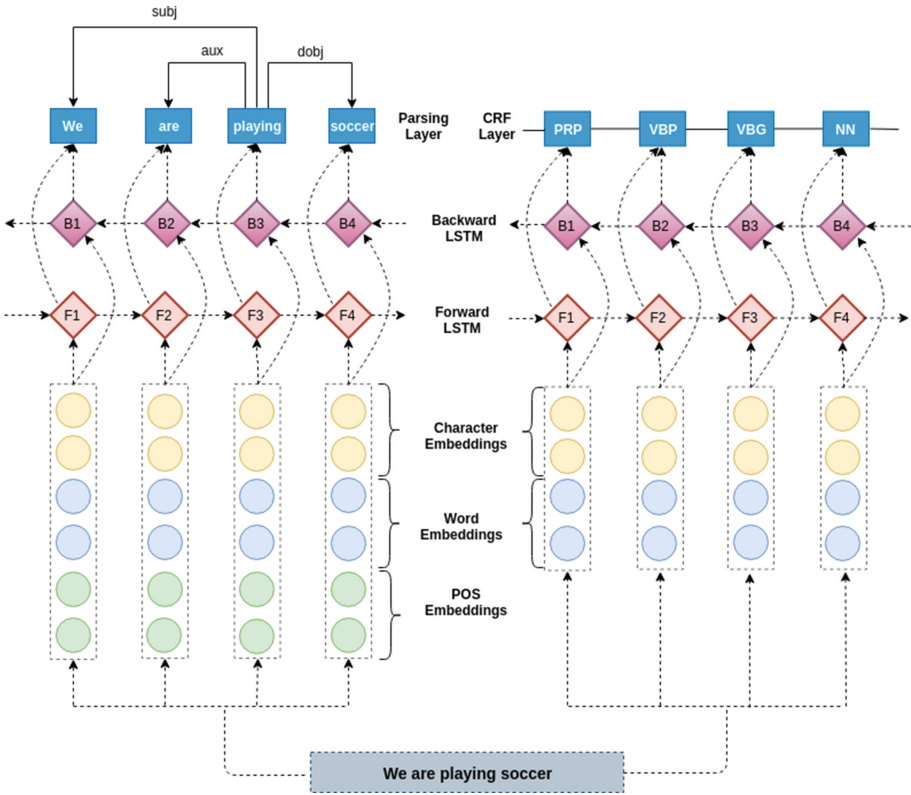 subj
aux
dobj
We
are
playing
soccer
Parsing
Layer
CRF
Layer
PRP
VBP
VBG
NN
B1
B2
B3
B4
Backward
LSTM
B1
B2
B3
B4
F1
F2
F3
F4
Forward
LSTM
F1
F2
F3
F4
Character
Embeddings
Word
Embeddings
POS
Embeddings
We are playing soccer